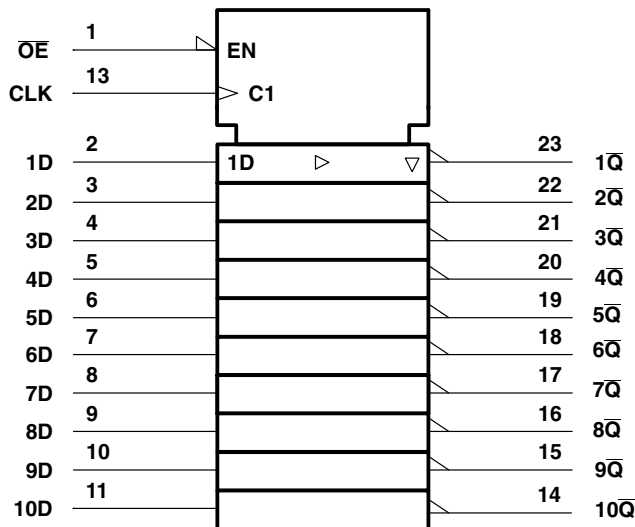 O̅E̅ 1 EN
CLK 13 C1
1D 2 1D 23 1Q̅
2D 3 22 2Q̅
3D 4 21 3Q̅
4D 5 20 4Q̅
5D 6 19 5Q̅
6D 7 18 6Q̅
7D 8 17 7Q̅
8D 9 16 8Q̅
9D 10 15 9Q̅
10D 11 14 10Q̅